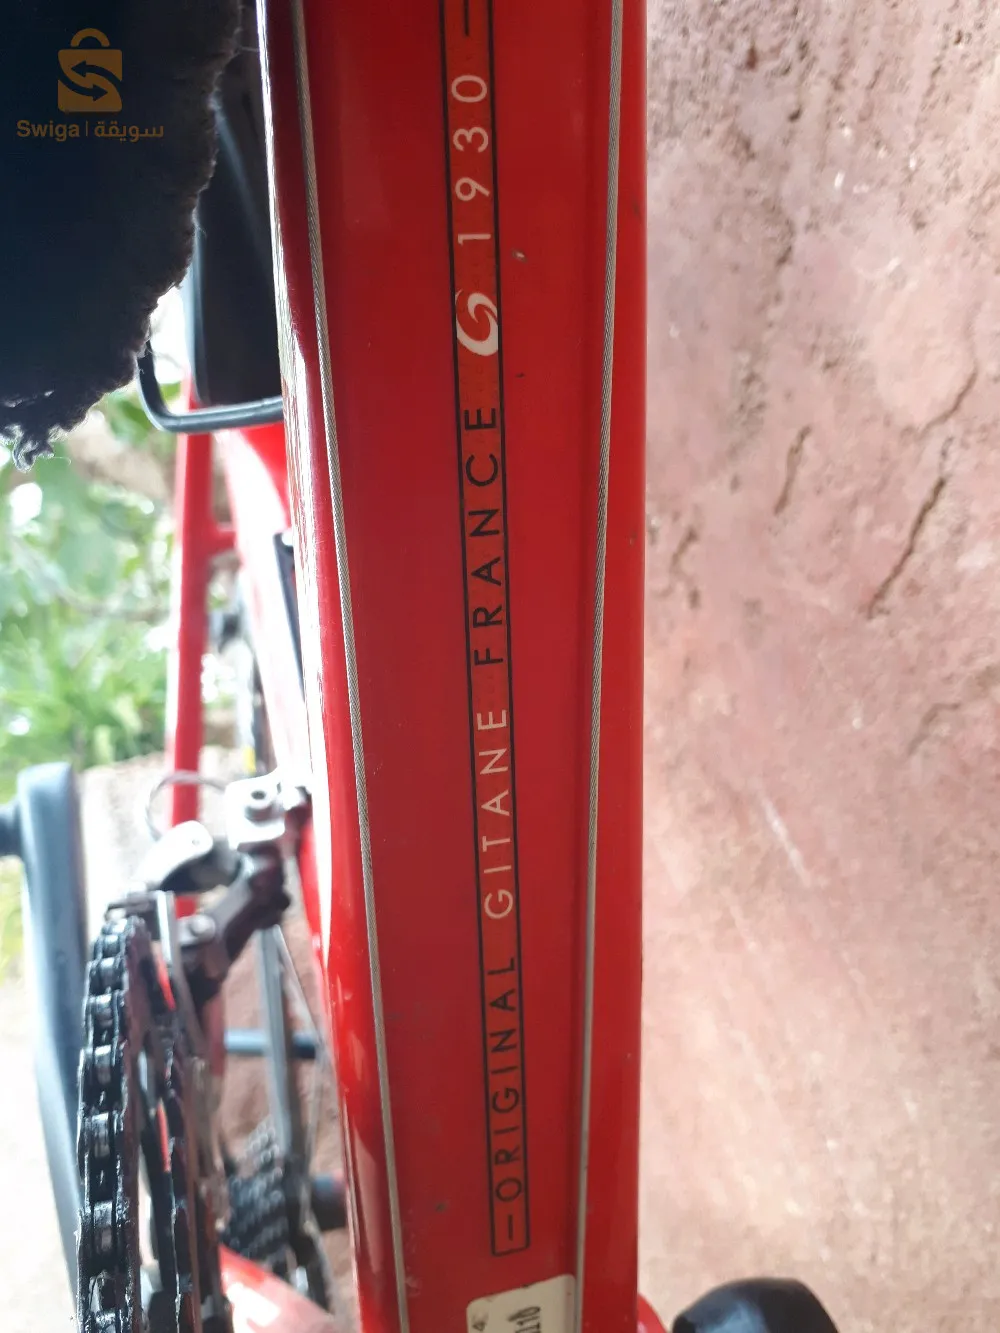 Swiga | سويقة
ORIGINAL GITANE FRANCE G 1930